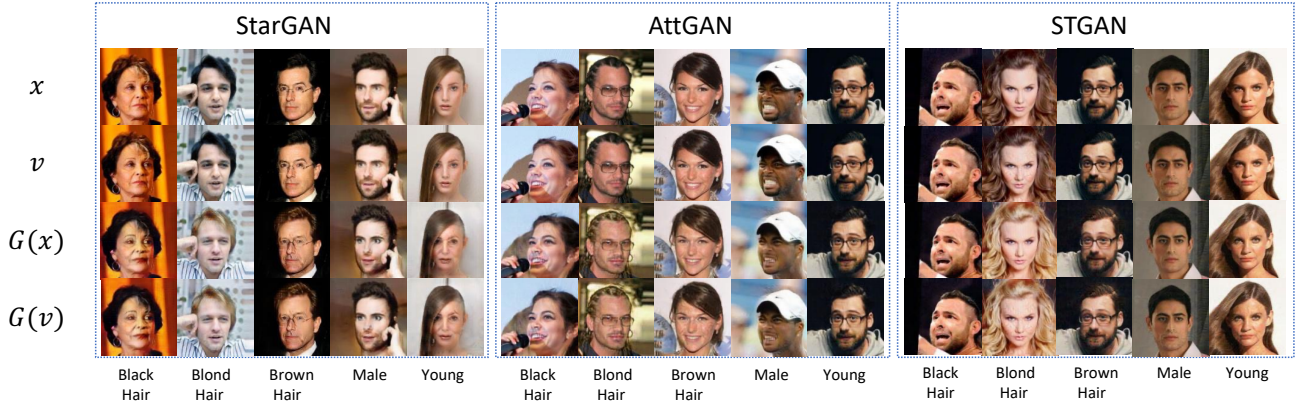 StarGAN
AttGAN
STGAN
x
v
G(x)
G(v)
Black Hair
Blond Hair
Brown Hair
Male
Young
Black Hair
Blond Hair
Brown Hair
Male
Young
Black Hair
Blond Hair
Brown Hair
Male
Young